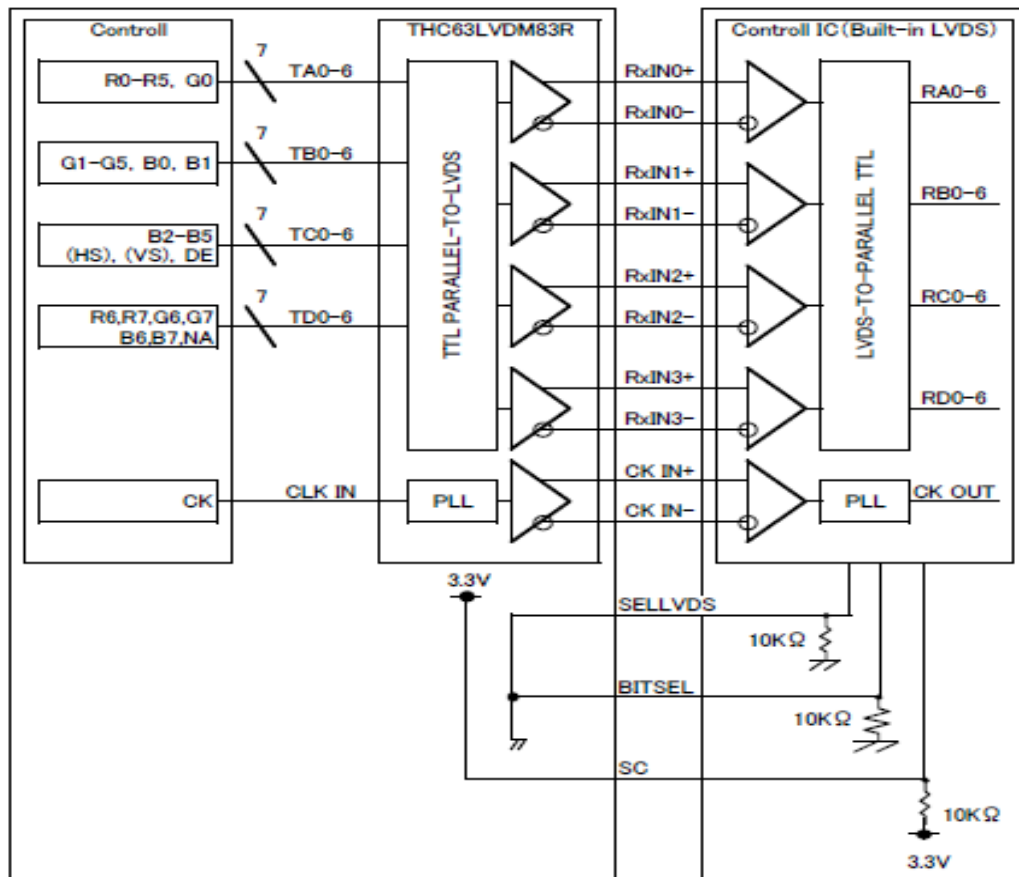 Controll
THC63LVDM83R
Controll IC(Built-in LVDS)
R0-R5, G0
7
TA0-6
RxIN0+
RxIN0-
RA0-6
G1-G5, B0, B1
7
TB0-6
RxIN1+
RxIN1-
RB0-6
B2-B5
(HS), (VS), DE
7
TC0-6
RxIN2+
RxIN2-
RC0-6
R6,R7,G6,G7
B6,B7,NA
7
TD0-6
RxIN3+
RxIN3-
RD0-6
TTL PARALLEL-TO-LVDS
LVDS-TO-PARALLEL TTL
CK
CLK IN
PLL
CK IN+
CK IN-
PLL
CK OUT
3.3V
SELLVDS
10KΩ
BITSEL
10KΩ
SC
10KΩ
3.3V